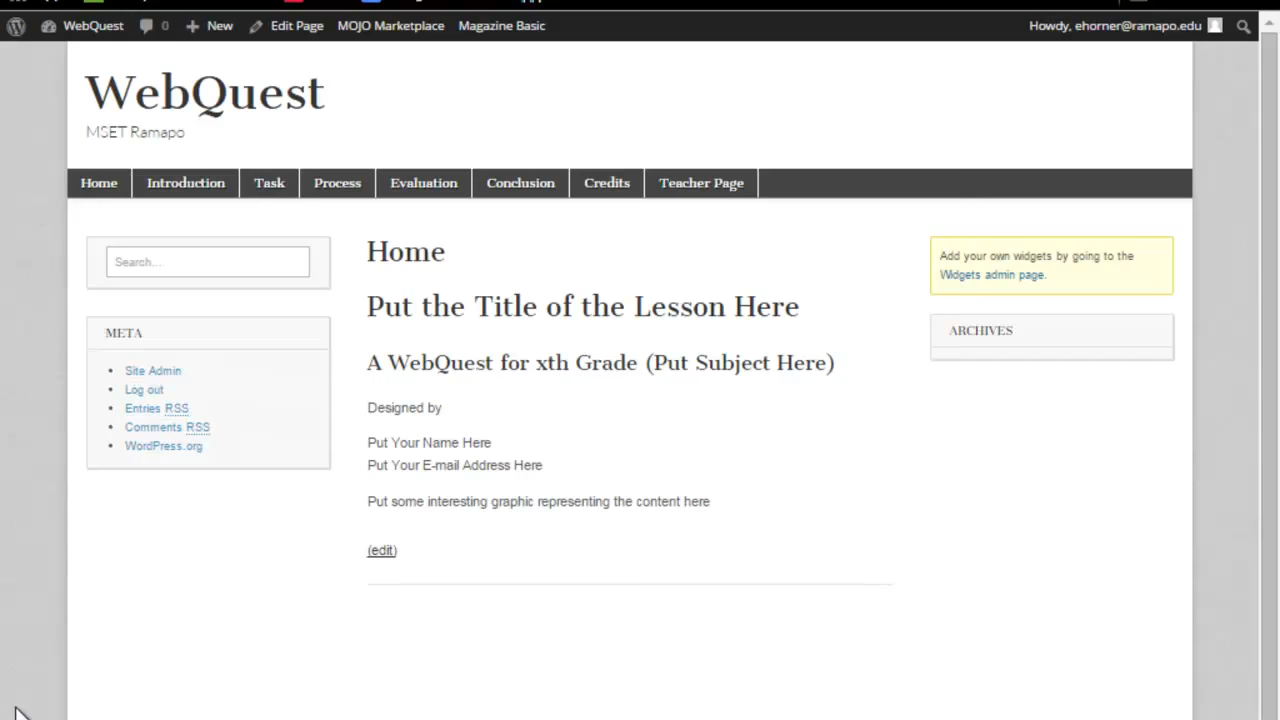 WebQuest 0 New Edit Page MOJO Marketplace Magazine Basic Howdy, ehorner@ramapo.edu
WebQuest
MSET Ramapo
Home Introduction Task Process Evaluation Conclusion Credits Teacher Page
Search...
META
Site Admin
Log out
Entries RSS
Comments RSS
WordPress.org
Home
Put the Title of the Lesson Here
A WebQuest for xth Grade (Put Subject Here)
Designed by
Put Your Name Here
Put Your E-mail Address Here
Put some interesting graphic representing the content here
(edit)
Add your own widgets by going to the
Widgets admin page.
ARCHIVES